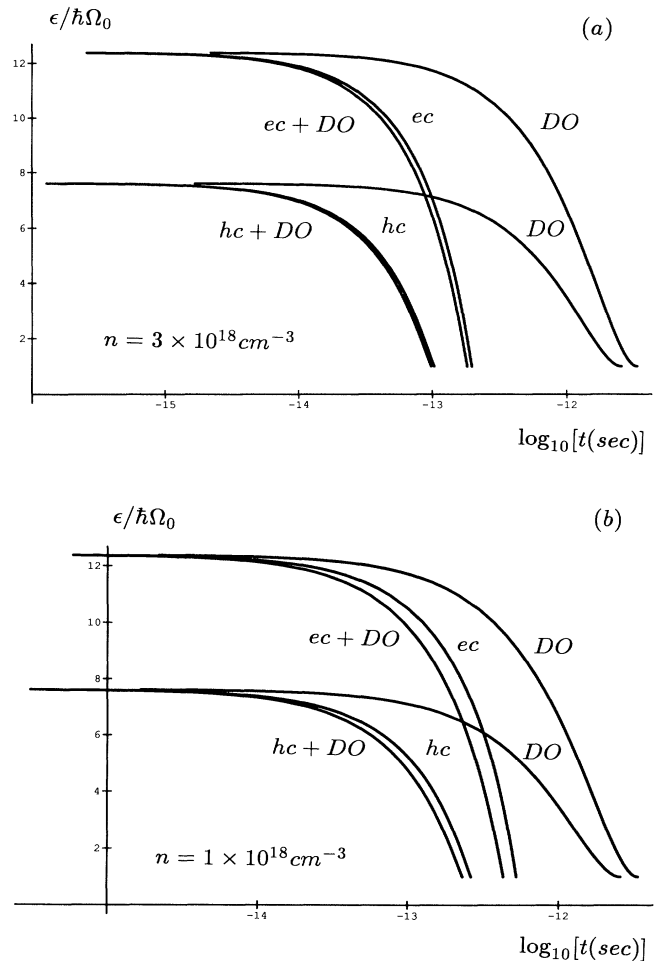 ϵ/ħΩ₀
(a)
12
10
8
6
4
2
ec + DO
ec
DO
hc + DO
hc
DO
n = 3 × 10¹⁸cm⁻³
-15
-14
-13
-12
log₁₀[t(sec)]
ϵ/ħΩ₀
(b)
12
10
8
6
4
2
ec + DO
ec
DO
hc + DO
hc
DO
n = 1 × 10¹⁸cm⁻³
-14
-13
-12
log₁₀[t(sec)]